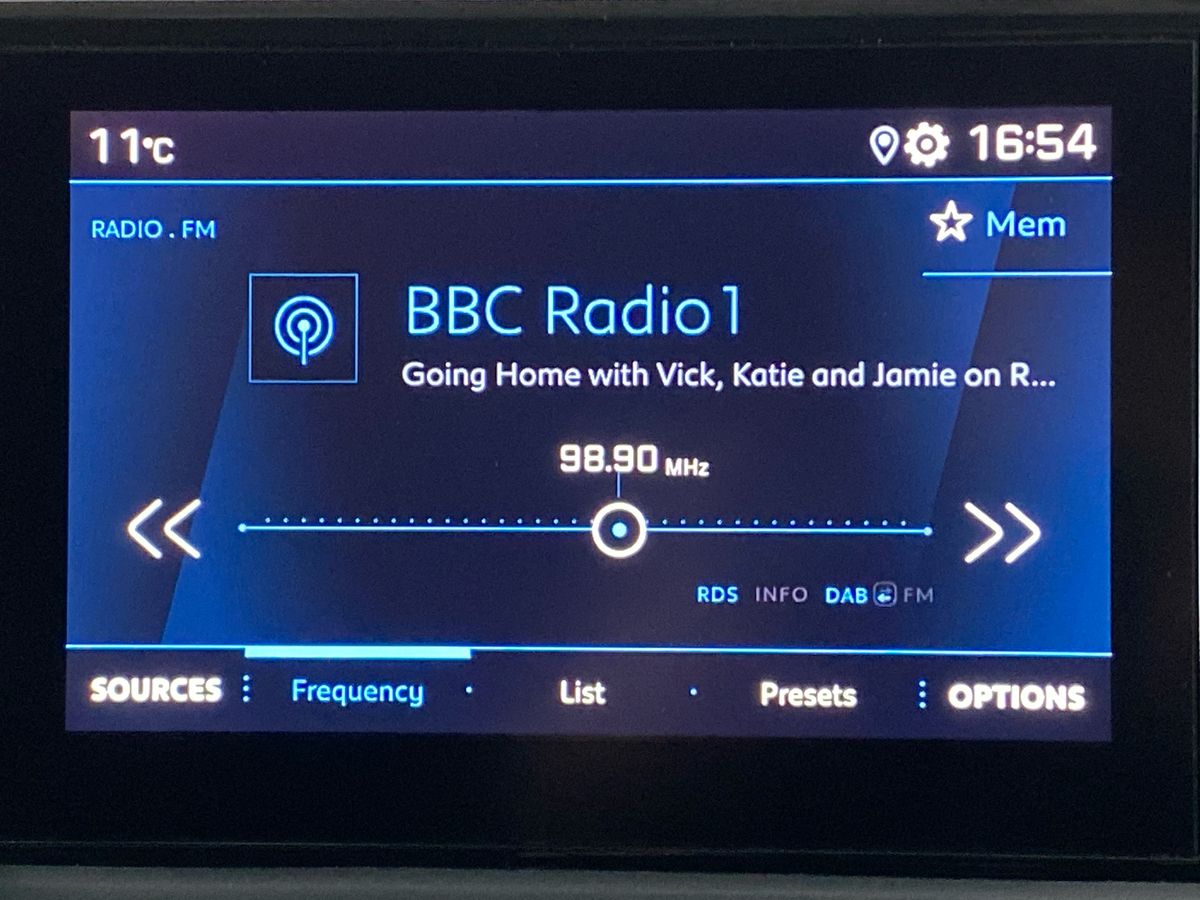 11°C 16:54
RADIO . FM
Mem
BBC Radio 1
Going Home with Vick, Katie and Jamie on R...
98.90 MHz
RDS INFO DAB FM
SOURCES Frequency List Presets OPTIONS